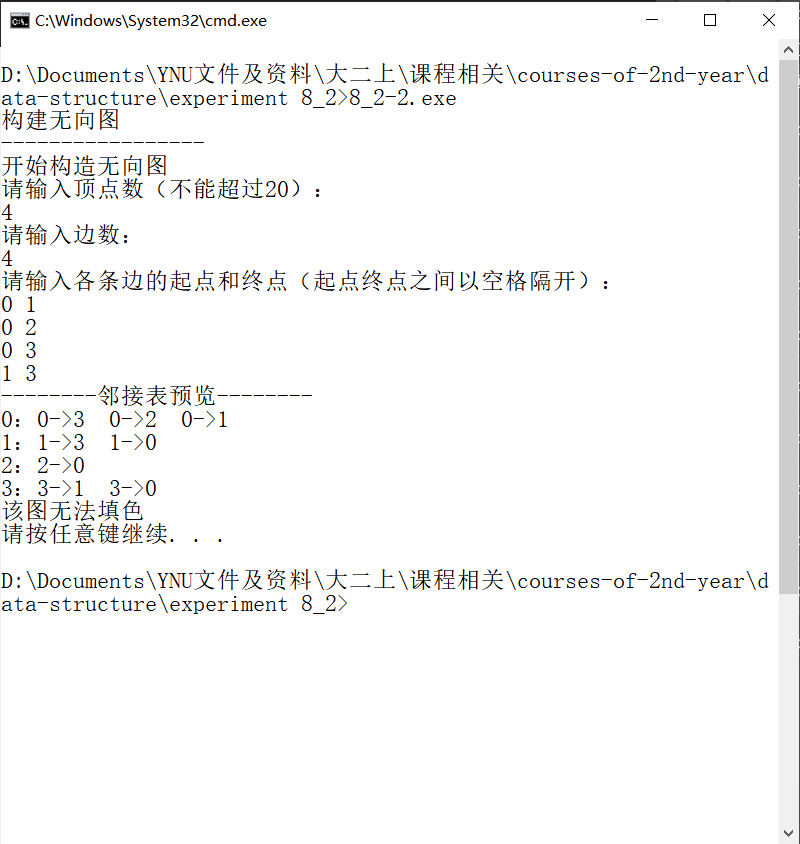 C:\Windows\System32\cmd.exe
D:\Documents\YNU文件及资料\大二上\课程相关\courses-of-2nd-year\d
ata-structure\experiment 8_2>8_2-2.exe
构建无向图
-----------------
开始构造无向图
请输入顶点数（不能超过20）：
4
请输入边数：
4
请输入各条边的起点和终点（起点终点之间以空格隔开）：
0 1
0 2
0 3
1 3
--------邻接表预览--------
0：0->3  0->2  0->1
1：1->3  1->0
2：2->0
3：3->1  3->0
该图无法填色
请按任意键继续. . .
D:\Documents\YNU文件及资料\大二上\课程相关\courses-of-2nd-year\d
ata-structure\experiment 8_2>